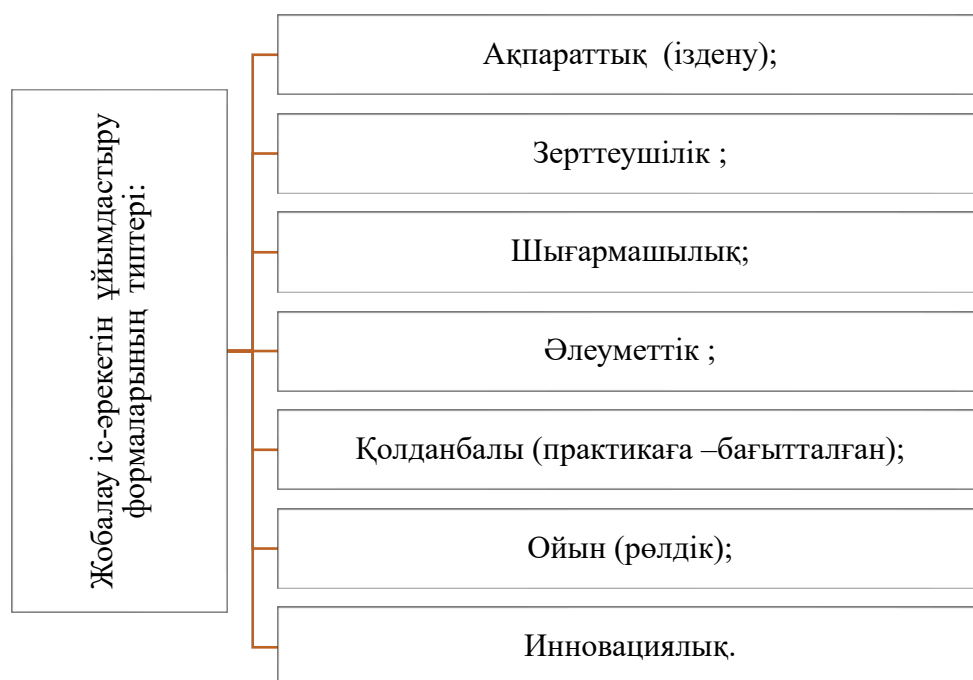 Жобалау іс-әрекетін ұйымдастыру
формаларының типтері:
Ақпараттық (іздену);
Зерттеушілік ;
Шығармашылық;
Әлеуметтік ;
Қолданбалы (практикаға –бағытталған);
Ойын (рөлдік);
Инновациялық.